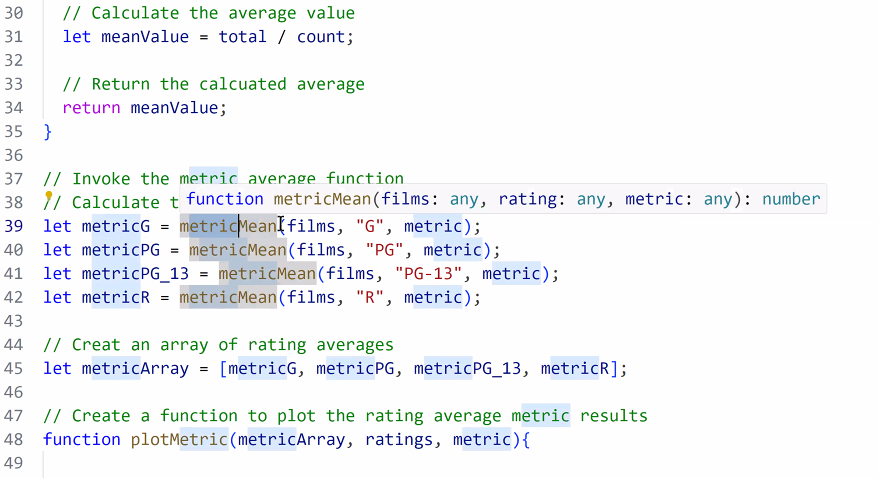 30 // Calculate the average value
31 let meanValue = total / count;
32
33 // Return the calcuated average
34 return meanValue;
35 }
36
37 // Invoke the metric average function
function metricMean(films: any, rating: any, metric: any): number
38 // Calculate t
39 let metricG = metricMean(films, "G", metric);
40 let metricPG = metricMean(films, "PG", metric);
41 let metricPG_13 = metricMean(films, "PG-13", metric);
42 let metricR = metricMean(films, "R", metric);
43
44 // Creat an array of rating averages
45 let metricArray = [metricG, metricPG, metricPG_13, metricR];
46
47 // Create a function to plot the rating average metric results
48 function plotMetric(metricArray, ratings, metric){
49